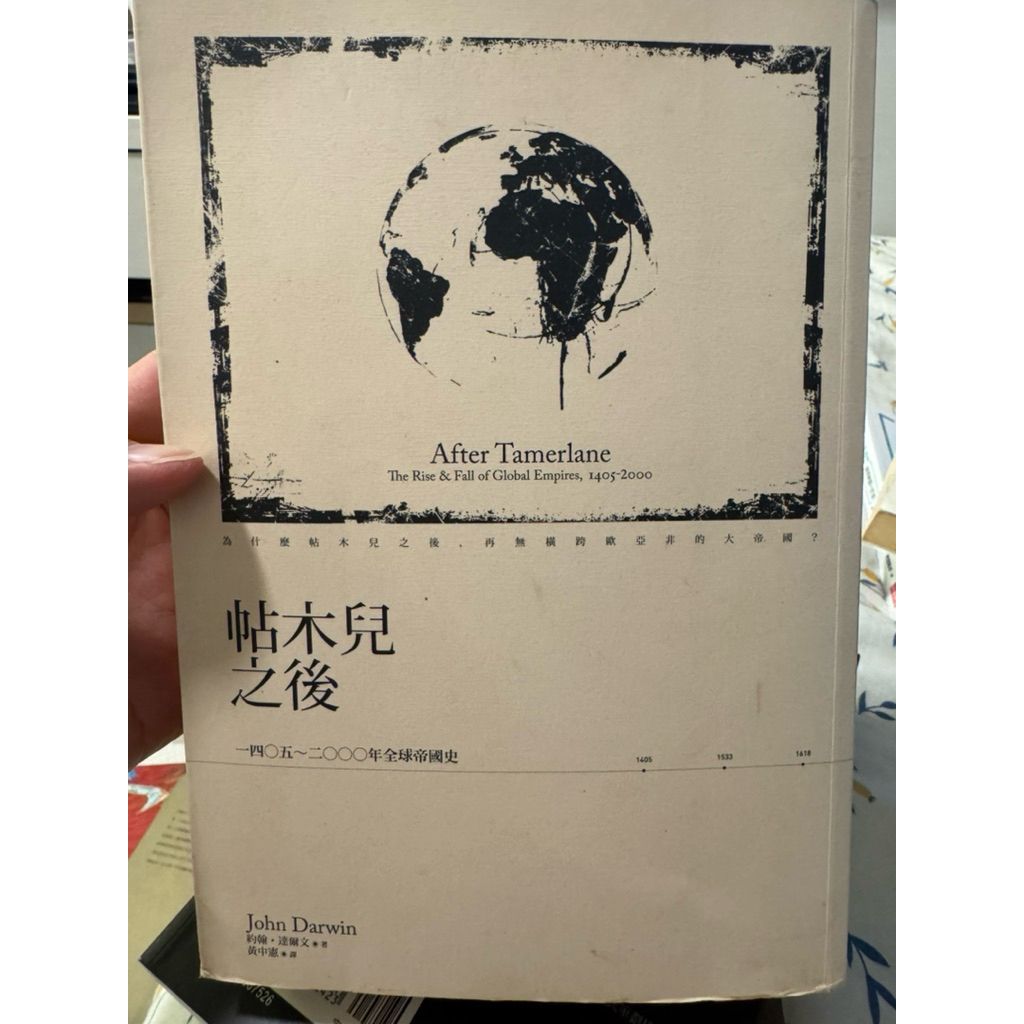 After Tamerlane
The Rise & Fall of Global Empires, 1405-2000
為什麼帖木兒之後，再無橫跨歐亞非的大帝國？
帖木兒
之後
一四〇五～二〇〇〇年全球帝國史
1405 1533 1618
John Darwin
約翰・達爾文 著
黃中憲 譯
07526